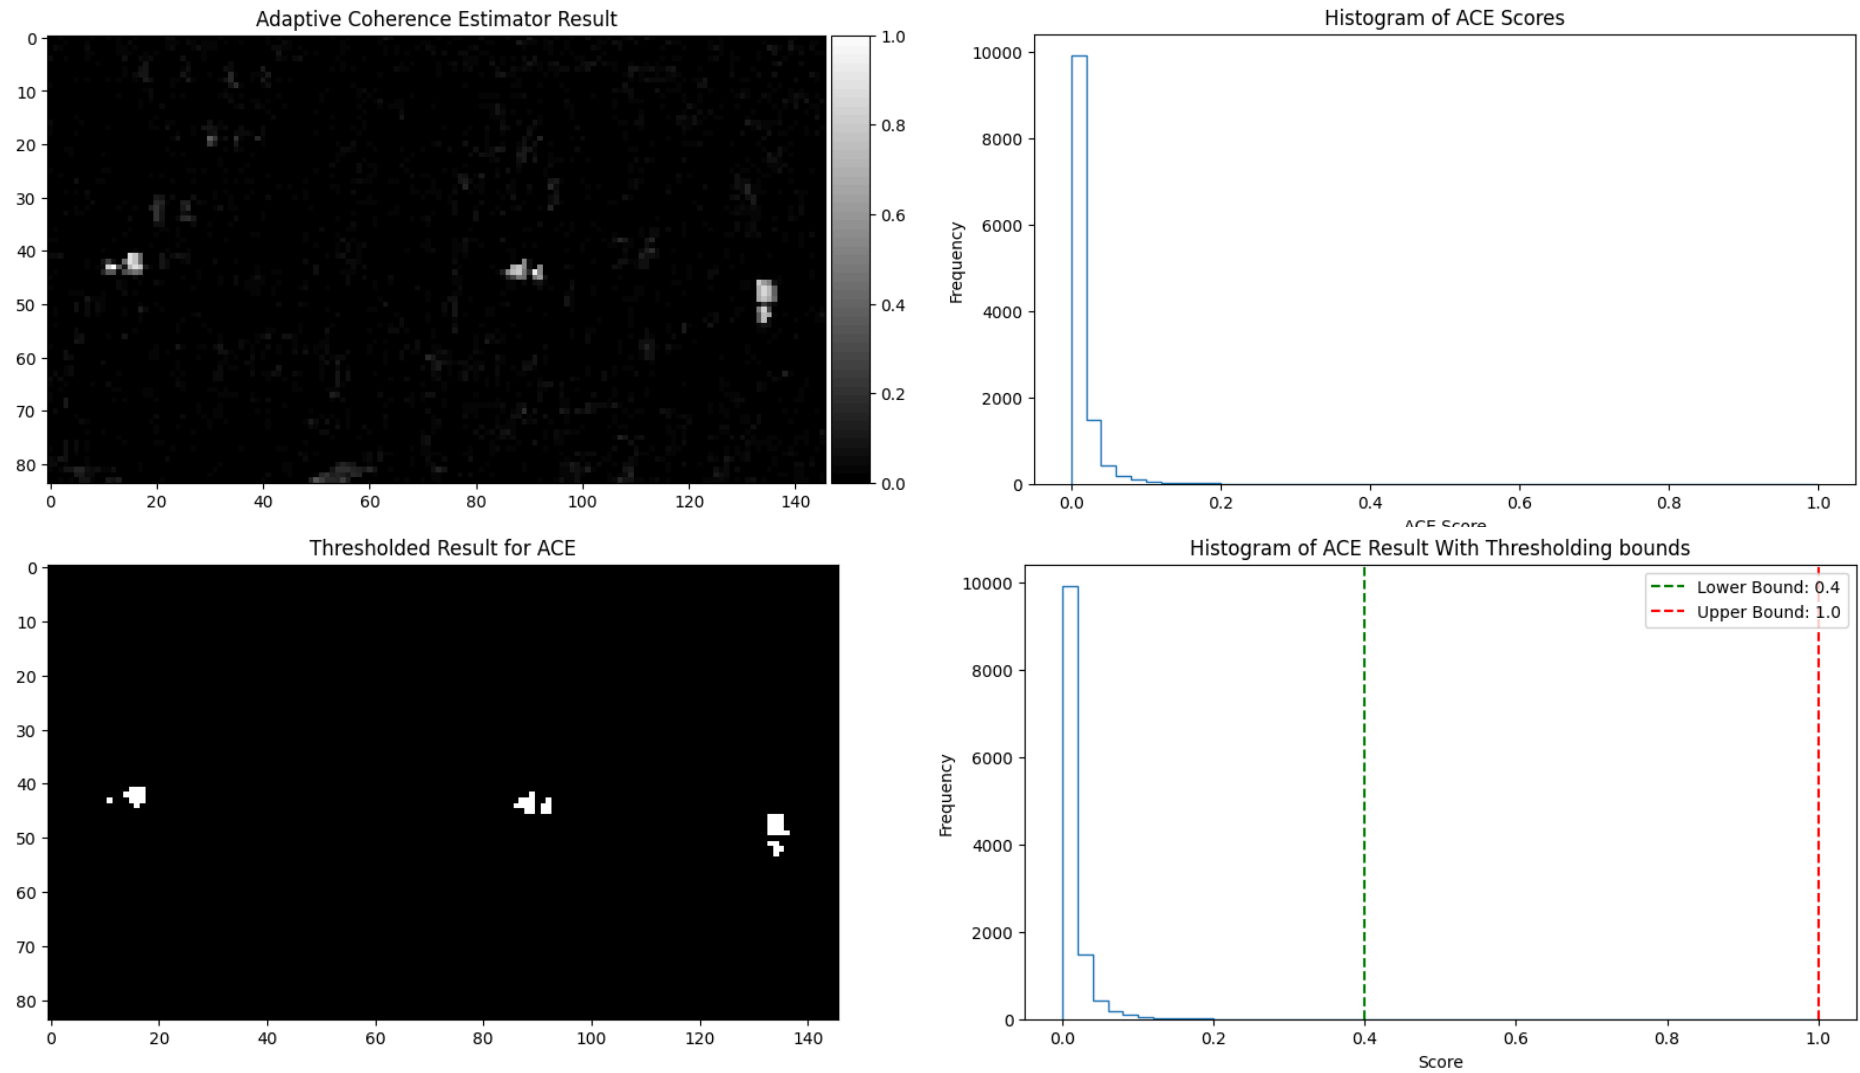 Adaptive Coherence Estimator Result
0
10
20
30
40
50
60
70
80
0 20 40 60 80 100 120 140
1.0
0.8
0.6
0.4
0.2
0.0
Histogram of ACE Scores
Frequency
10000
8000
6000
4000
2000
0
0.0 0.2 0.4 0.6 0.8 1.0
ACE Score
Thresholded Result for ACE
0
10
20
30
40
50
60
70
80
0 20 40 60 80 100 120 140
Histogram of ACE Result With Thresholding bounds
Lower Bound: 0.4
Upper Bound: 1.0
Frequency
10000
8000
6000
4000
2000
0
0.0 0.2 0.4 0.6 0.8 1.0
Score